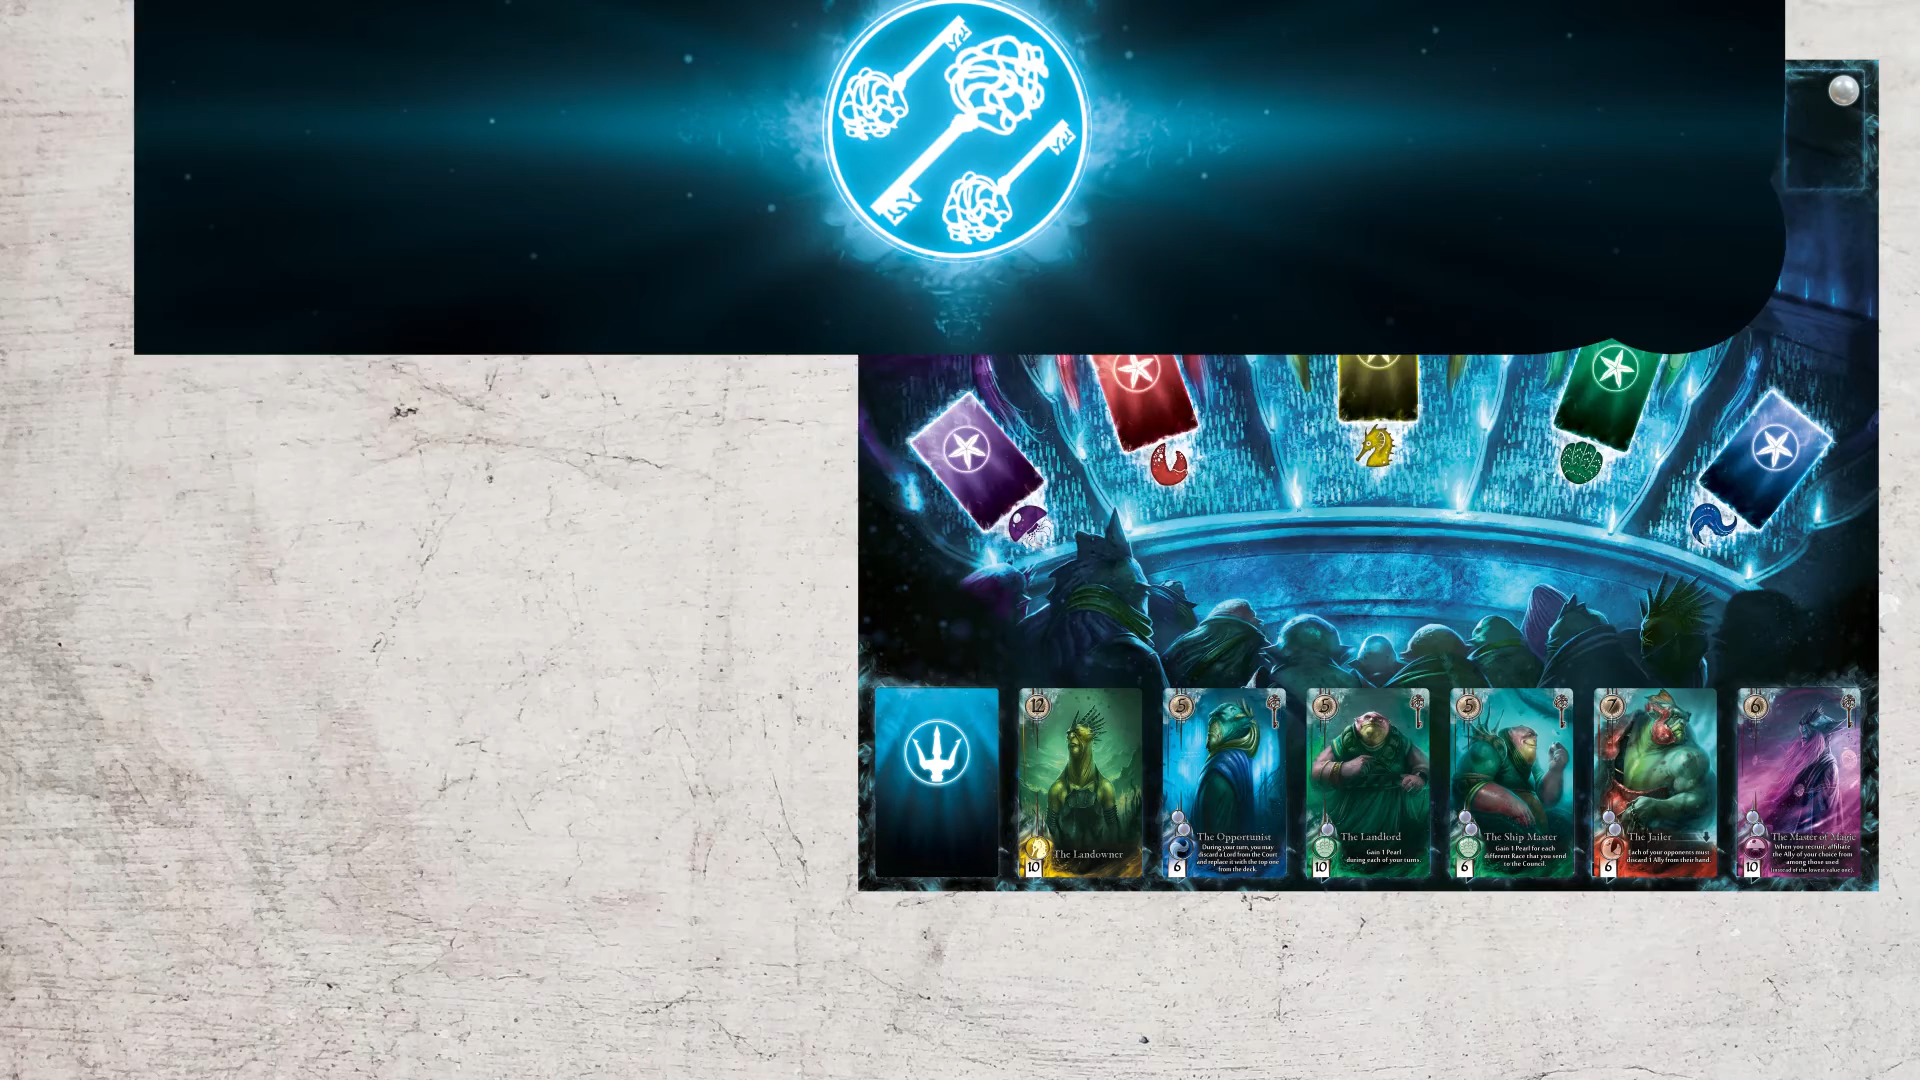 12
10
The Landowner
5
The Opportunist
During your turn, you may
discard a Lord from the Court
and replace it with the top one
from the deck.
6
5
The Landlord
Gain 1 Pearl
during each of your turns.
10
5
The Ship Master
Gain 1 Pearl for each
different Race that you send
to the Council.
6
7
The Jailer
Each of your opponents must
discard 1 Ally from their hand.
6
6
The Master of Magic
When you recruit, affiliate
the Ally of your choice from
among those used
(instead of the lowest value one).
10